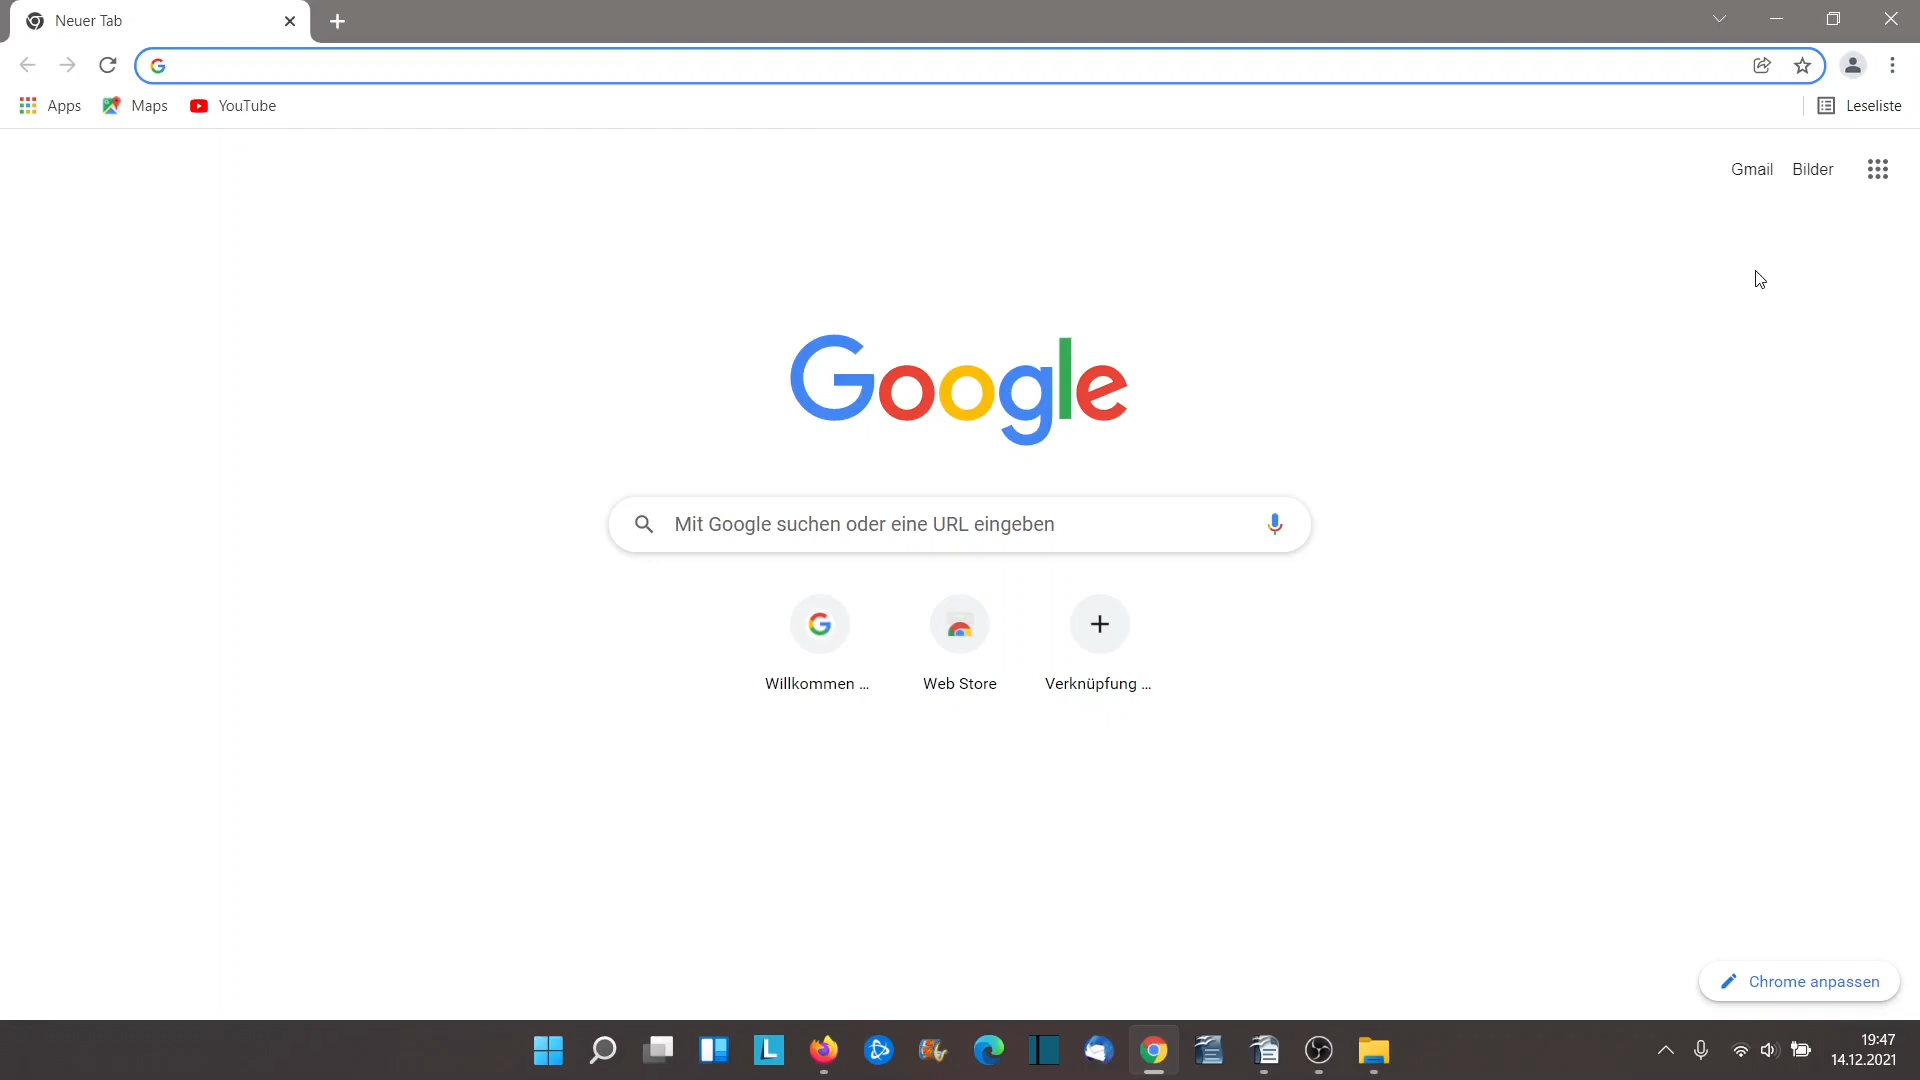 Neuer Tab
Apps
Maps
YouTube
Leseliste
Gmail
Bilder
Google
Mit Google suchen oder eine URL eingeben
Willkommen ...
Web Store
Verknüpfung ...
Chrome anpassen
L
19:47
14.12.2021